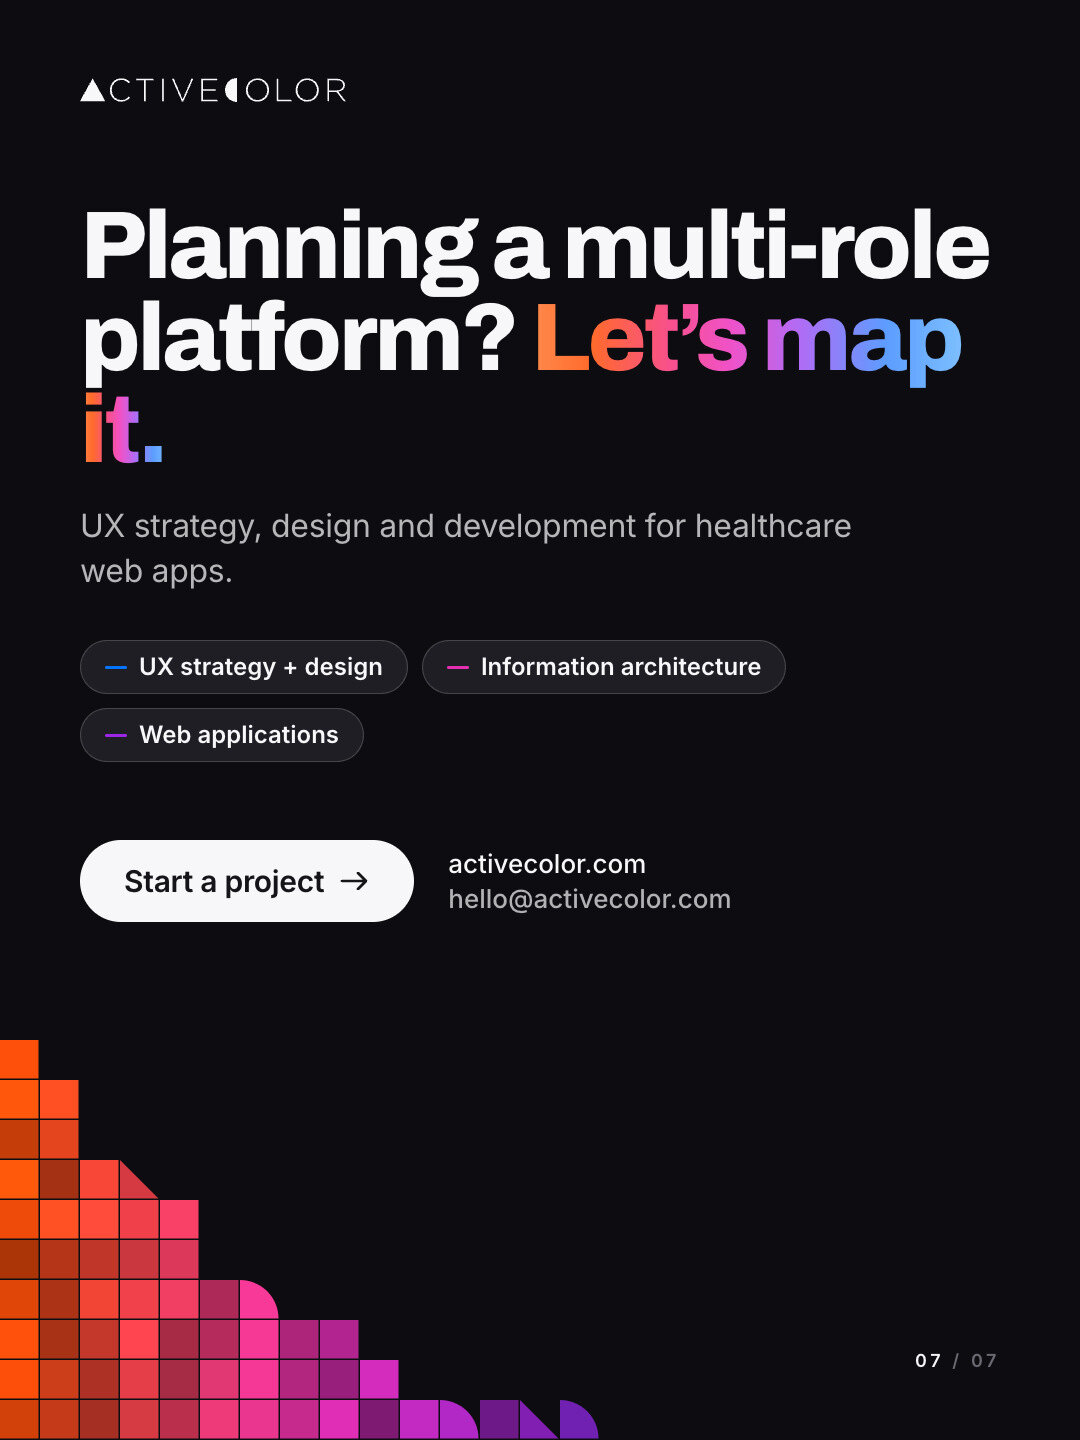 ACTIVECOLOR
Planning a multi-role
platform? Let’s map
it.
UX strategy, design and development for healthcare
web apps.
UX strategy + design
Information architecture
Web applications
Start a project →
activecolor.com
hello@activecolor.com
07 / 07